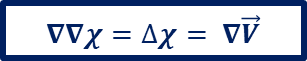 ∇∇χ = Δχ = ∇V⃗